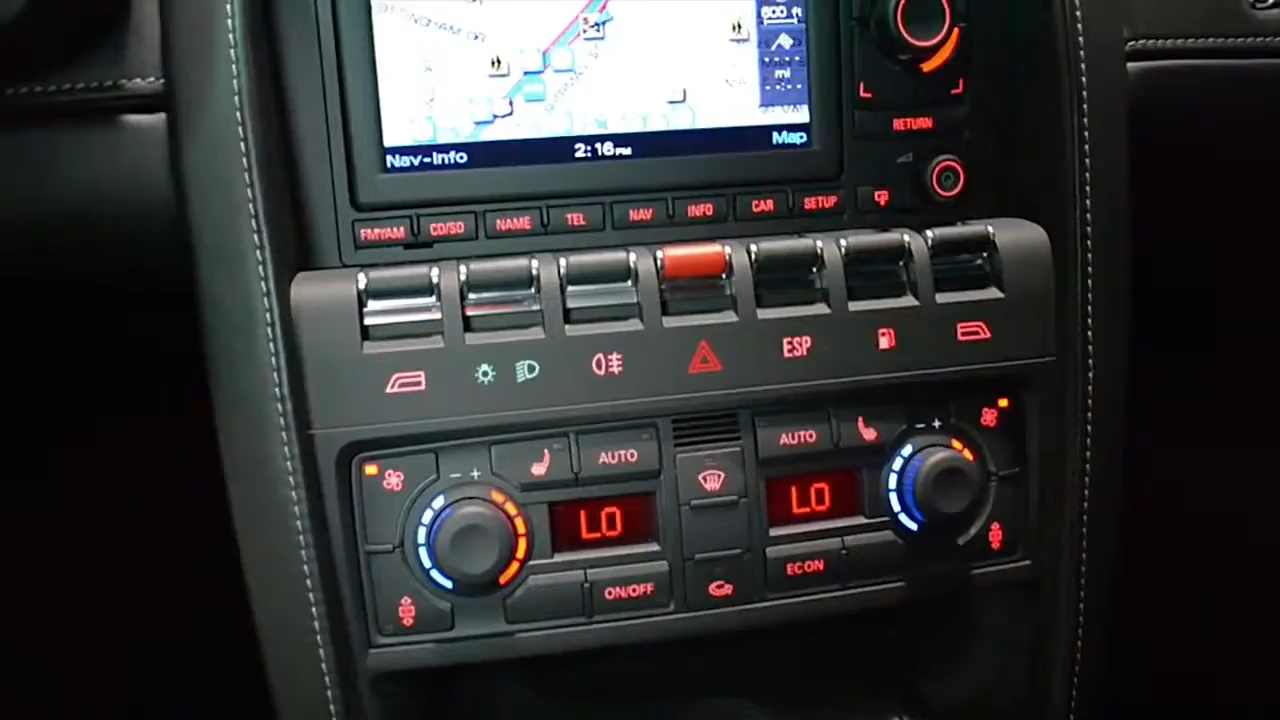 600 ft
mi
-:--
RETURN
Nav-Info
2:16PM
Map
FM/AM
CD/SD
NAME
TEL
NAV
INFO
CAR
SETUP
ESP
AUTO
AUTO
- +
- +
LO
LO
ON/OFF
ECON